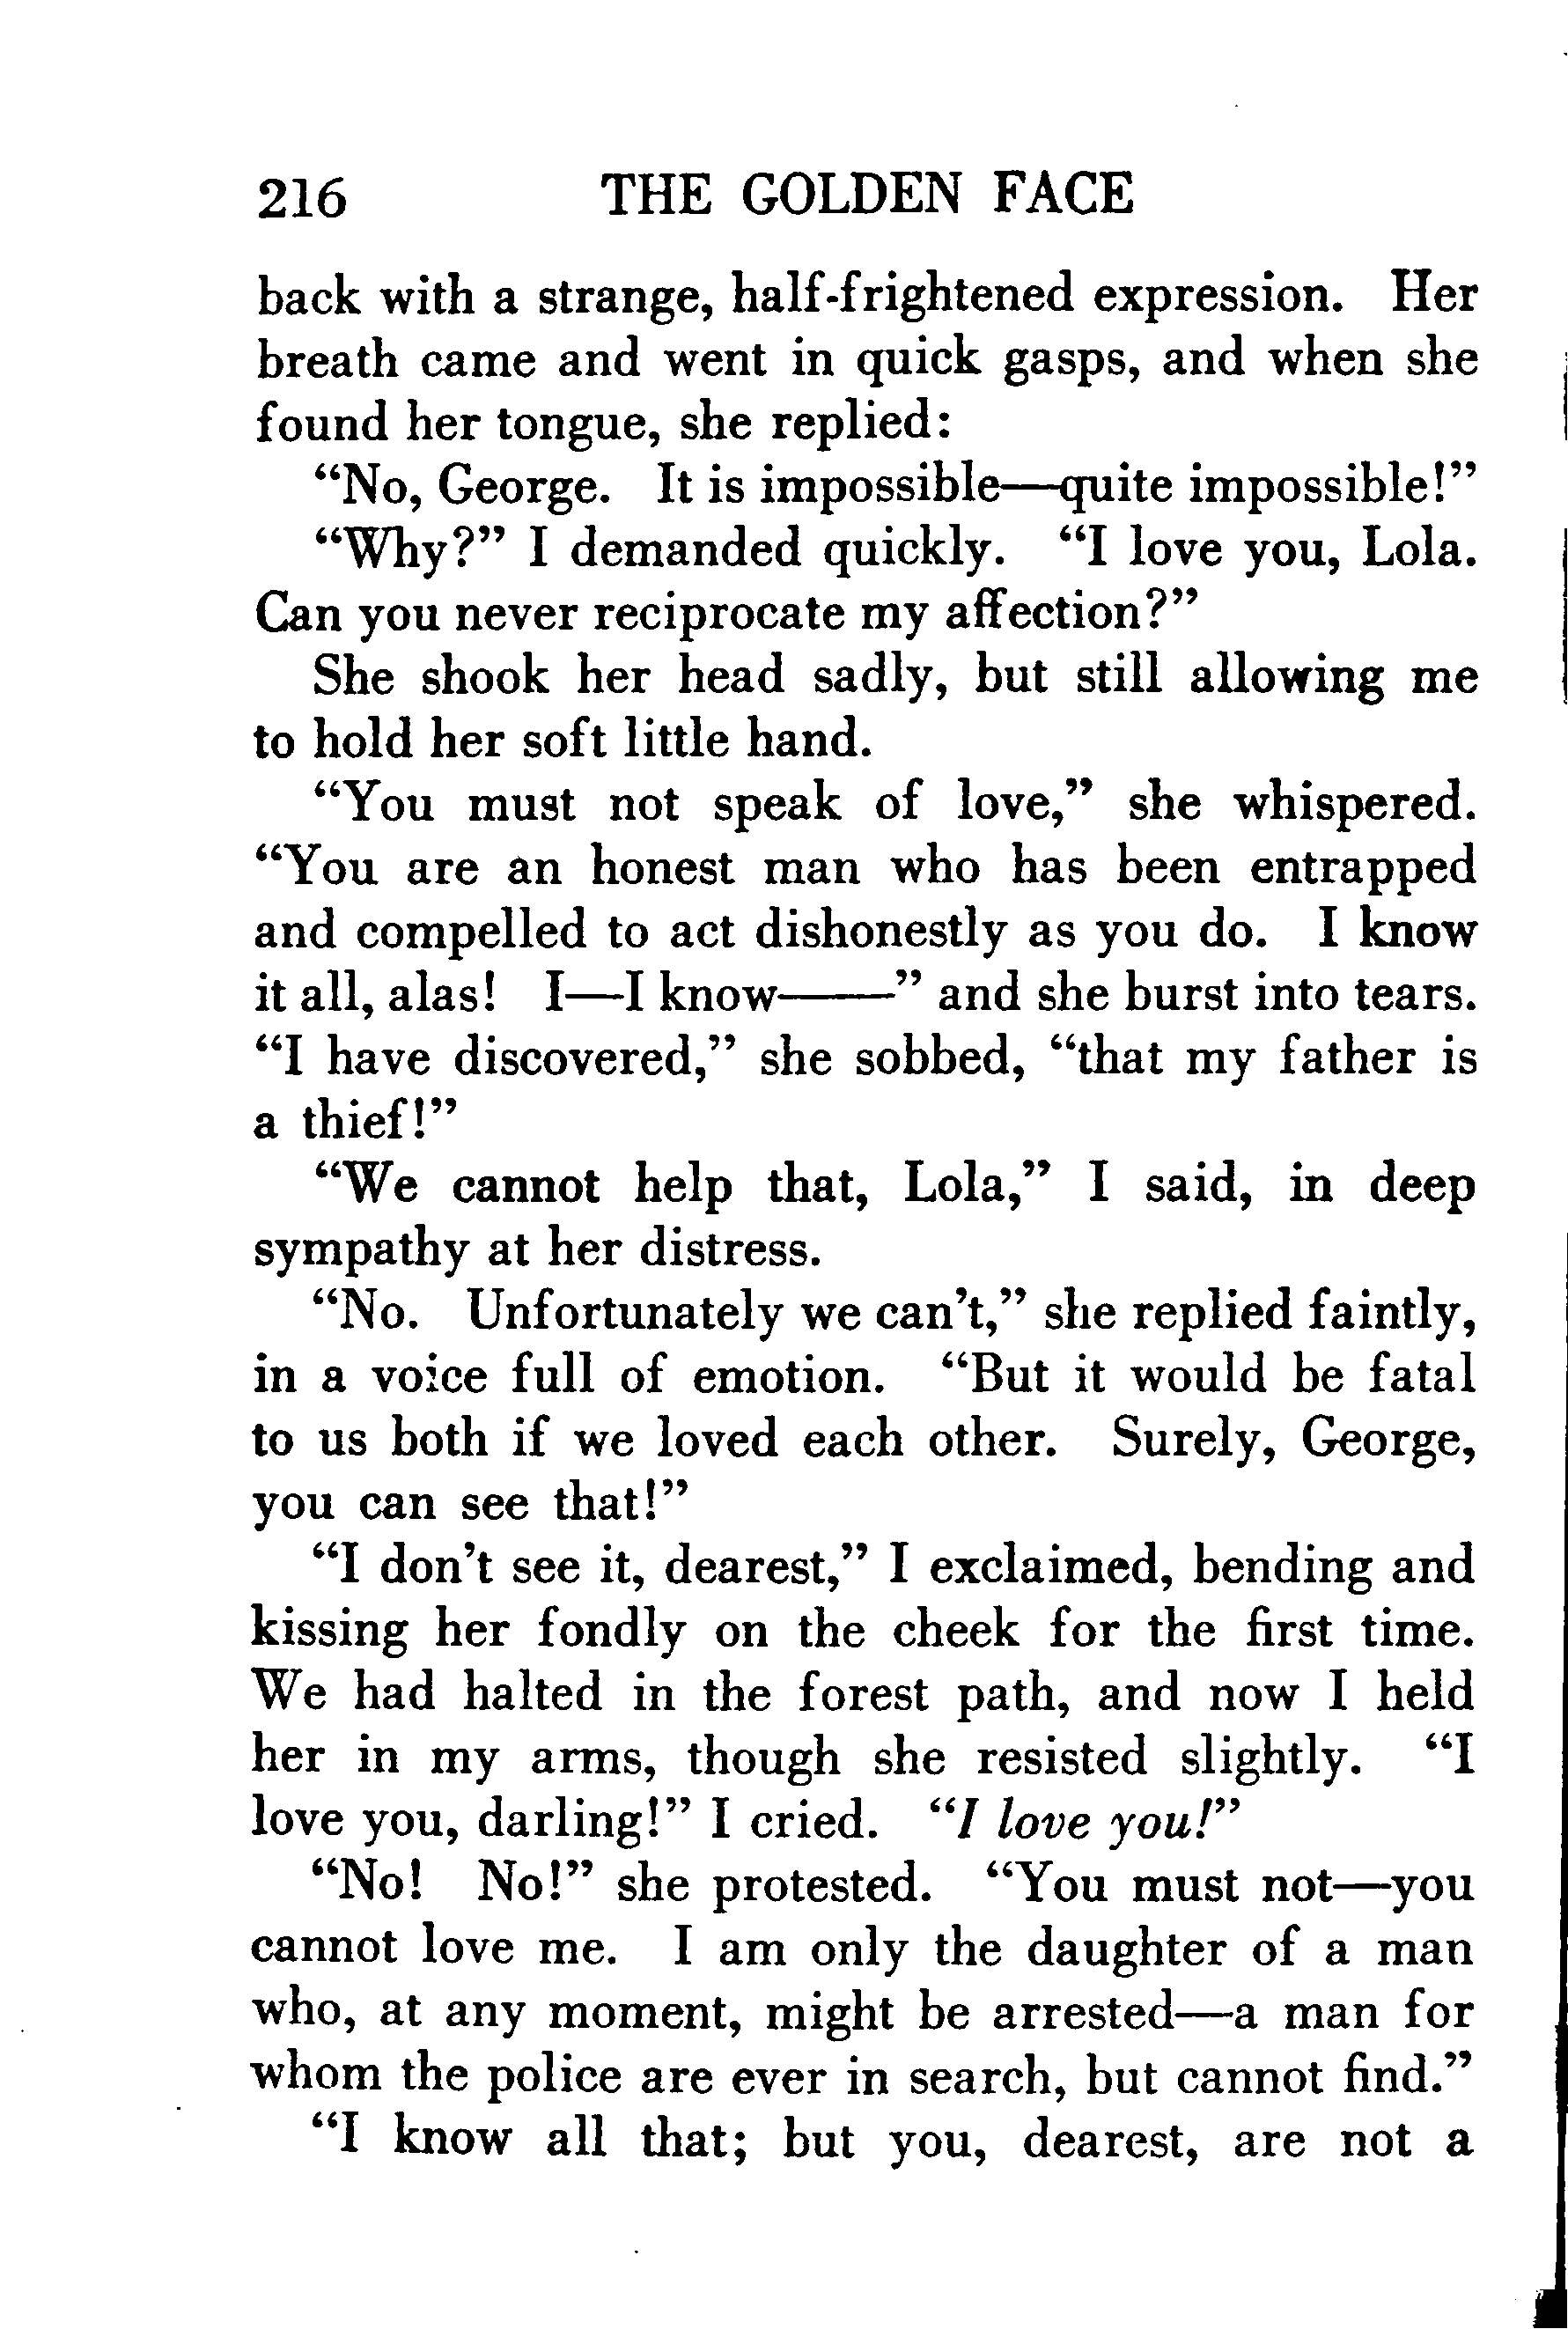 216 THE GOLDEN FACE
back with a strange, half-frightened expression. Her
breath came and went in quick gasps, and when she
found her tongue, she replied:
“No, George. It is impossible—quite impossible!”
“Why?” I demanded quickly. “I love you, Lola.
Can you never reciprocate my affection?”
She shook her head sadly, but still allowing me
to hold her soft little hand.
“You must not speak of love,” she whispered.
“You are an honest man who has been entrapped
and compelled to act dishonestly as you do. I know
it all, alas! I—I know——” and she burst into tears.
“I have discovered,” she sobbed, “that my father is
a thief!”
“We cannot help that, Lola,” I said, in deep
sympathy at her distress.
“No. Unfortunately we can’t,” she replied faintly,
in a voice full of emotion. “But it would be fatal
to us both if we loved each other. Surely, George,
you can see that!”
“I don’t see it, dearest,” I exclaimed, bending and
kissing her fondly on the cheek for the first time.
We had halted in the forest path, and now I held
her in my arms, though she resisted slightly. “I
love you, darling!” I cried. “I love you!”
“No! No!” she protested. “You must not—you
cannot love me. I am only the daughter of a man
who, at any moment, might be arrested—a man for
whom the police are ever in search, but cannot find.”
“I know all that; but you, dearest, are not a